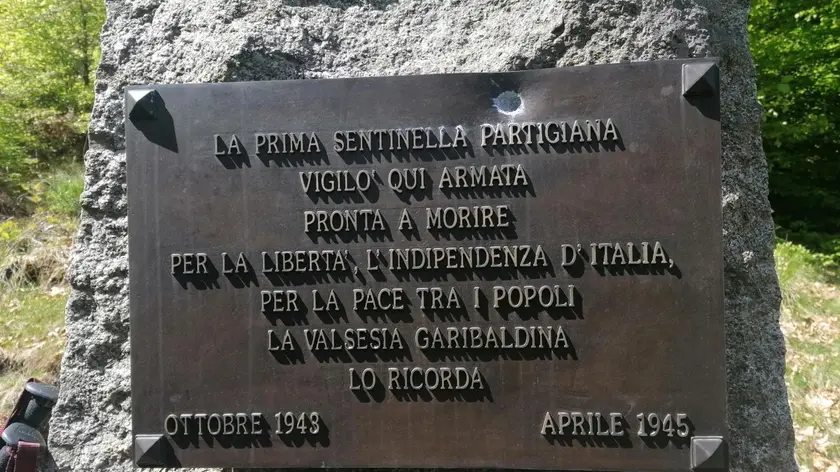 LA PRIMA SENTINELLA PARTIGIANA
VIGILO' QUI ARMATA
PRONTA A MORIRE
PER LA LIBERTA', L'INDIPENDENZA D'ITALIA,
PER LA PACE TRA I POPOLI
LA VALSESIA GARIBALDINA
LO RICORDA
OTTOBRE 1943 APRILE 1945